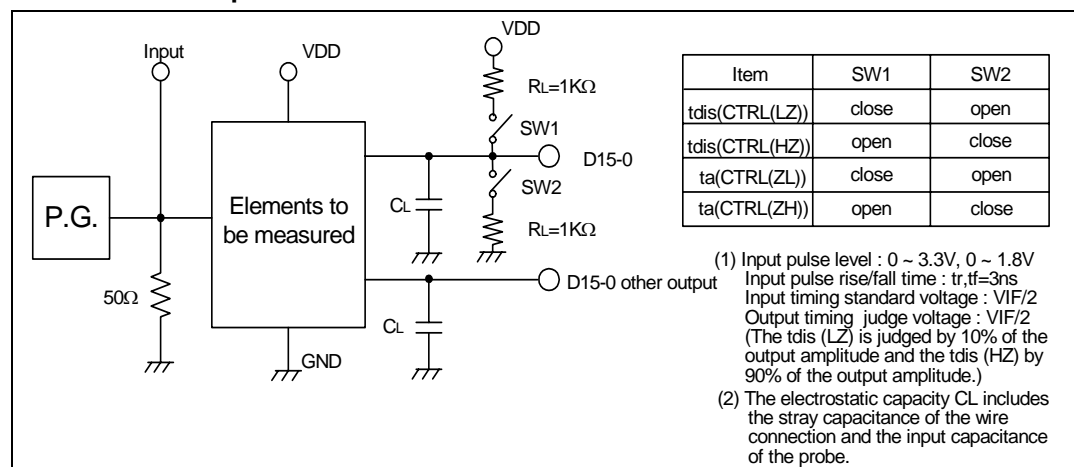 Input
VDD
VDD
RL=1KΩ
SW1
D15-0
SW2
CL
RL=1KΩ
P.G.
Elements to
be measured
50Ω
D15-0 other output
CL
GND
Item SW1 SW2
tdis(CTRL(LZ)) close open
tdis(CTRL(HZ)) open close
ta(CTRL(ZL)) close open
ta(CTRL(ZH)) open close
(1) Input pulse level : 0 ~ 3.3V, 0 ~ 1.8V
Input pulse rise/fall time : tr,tf=3ns
Input timing standard voltage : VIF/2
Output timing judge voltage : VIF/2
(The tdis (LZ) is judged by 10% of the
output amplitude and the tdis (HZ) by
90% of the output amplitude.)
(2) The electrostatic capacity CL includes
the stray capacitance of the wire
connection and the input capacitance
of the probe.